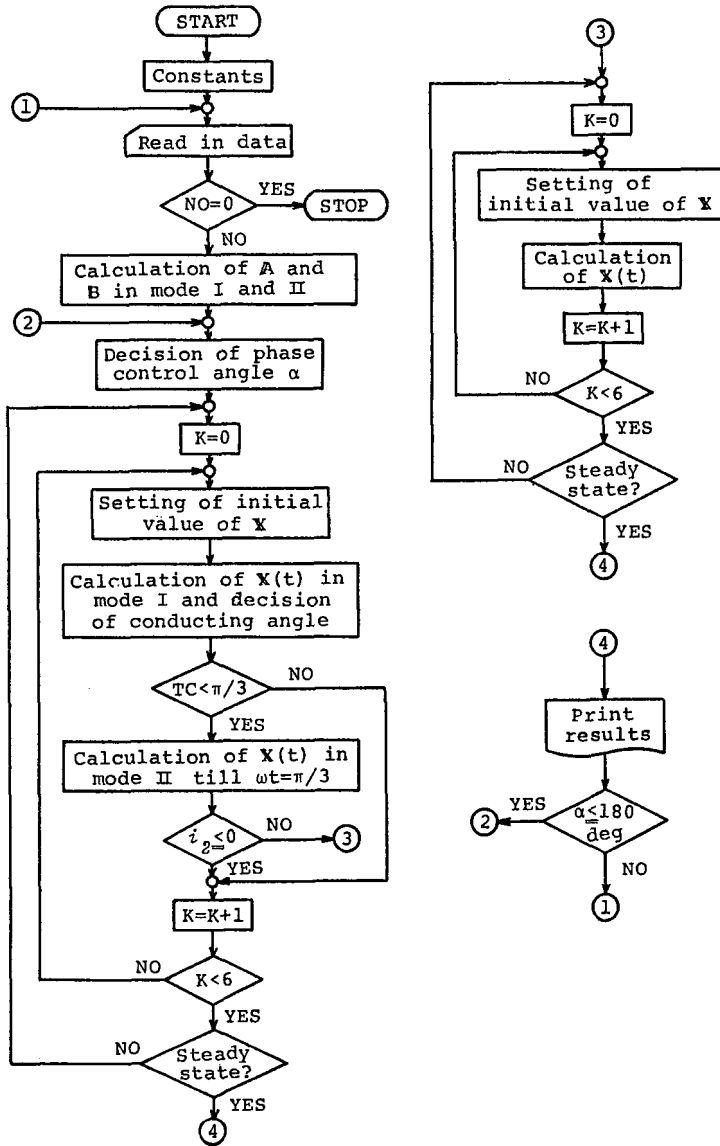 START
Constants
1
Read in data
NO=0
YES
STOP
NO
Calculation of 𝔸 and
𝔹 in mode I and II
2
Decision of phase
control angle α
K=0
Setting of initial
value of 𝕏
Calculation of 𝕏(t) in
mode I and decision
of conducting angle
TC<π/3
NO
YES
Calculation of 𝕏(t) in
mode II till ωt=π/3
i₂≦0
NO
3
YES
K=K+1
NO
K<6
YES
NO
Steady
state?
YES
4
3
K=0
Setting of
initial value of 𝕏
Calculation
of 𝕏(t)
K=K+1
NO
K<6
YES
NO
Steady
state?
YES
4
4
Print
results
2
YES
α≦180
deg
NO
1